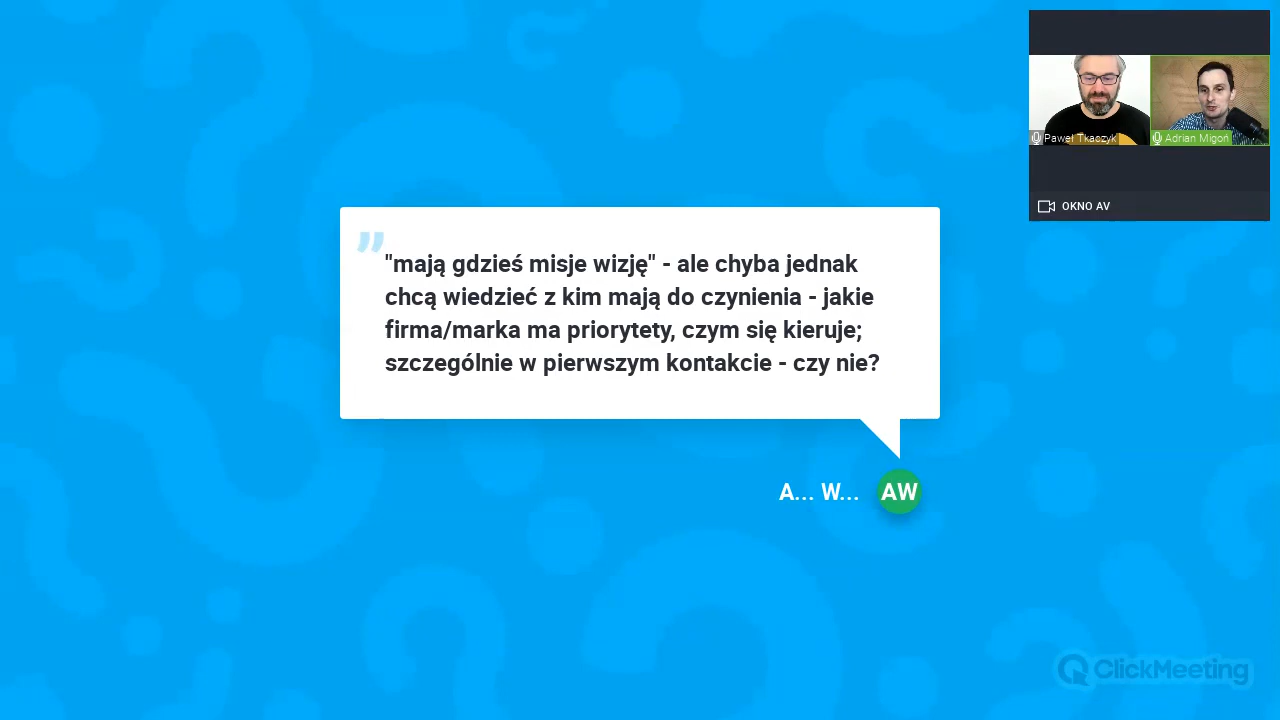 "mają gdzieś misje wizję" - ale chyba jednak
chcą wiedzieć z kim mają do czynienia - jakie
firma/marka ma priorytety, czym się kieruje;
szczególnie w pierwszym kontakcie - czy nie?
A... W... AW
Paweł Tkaczyk
Adrian Migoń
OKNO AV
ClickMeeting